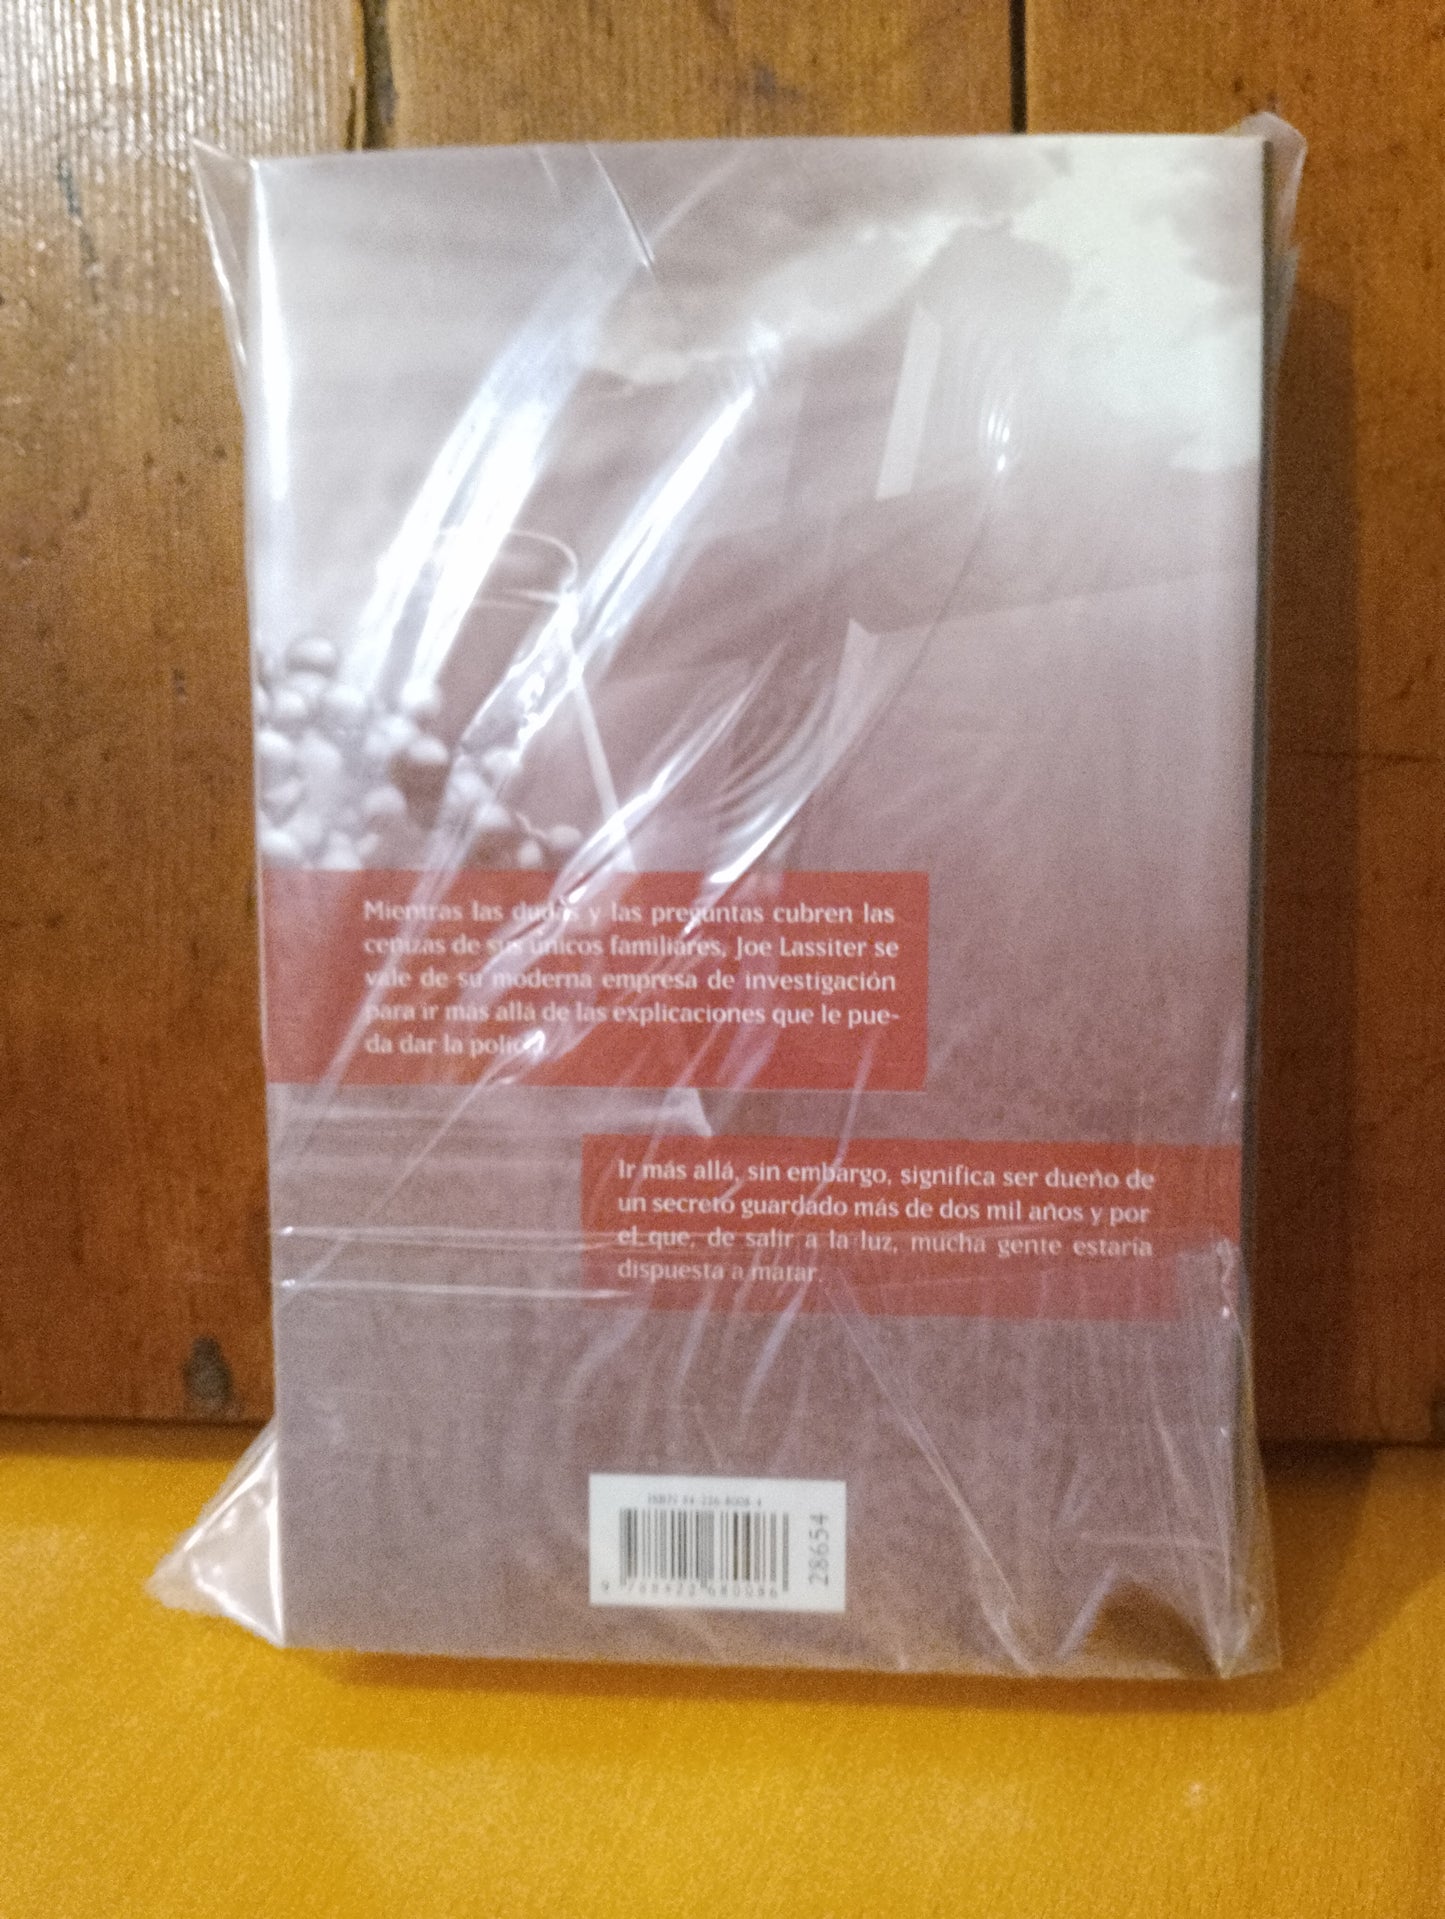 Mientras las dudas y las preguntas cubren las
cenizas de sus únicos familiares, Joe Lassiter se
vale de su moderna empresa de investigación
para ir más allá de las explicaciones que le pue-
da dar la policía.
Ir más allá, sin embargo, significa ser dueño de
un secreto guardado más de dos mil años y por
el que, de salir a la luz, mucha gente estaría
dispuesta a matar.
28654
9 788422 680086